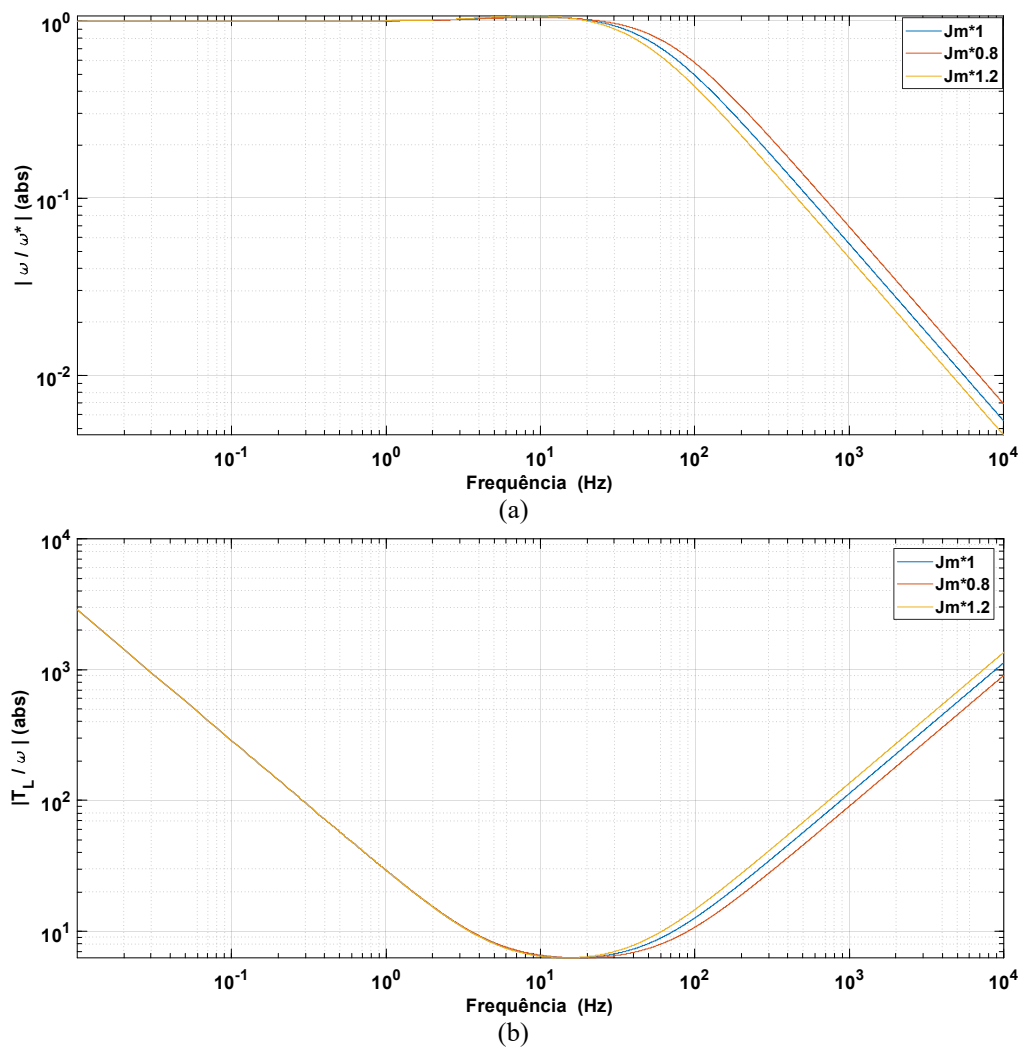 10^0
10^-1
10^-2
| ω / ω* | (abs)
Jm*1
Jm*0.8
Jm*1.2
10^-1 10^0 10^1 10^2 10^3 10^4
Frequência (Hz)
(a)
10^4
10^3
10^2
10^1
|T_L / ω | (abs)
Jm*1
Jm*0.8
Jm*1.2
10^-1 10^0 10^1 10^2 10^3 10^4
Frequência (Hz)
(b)